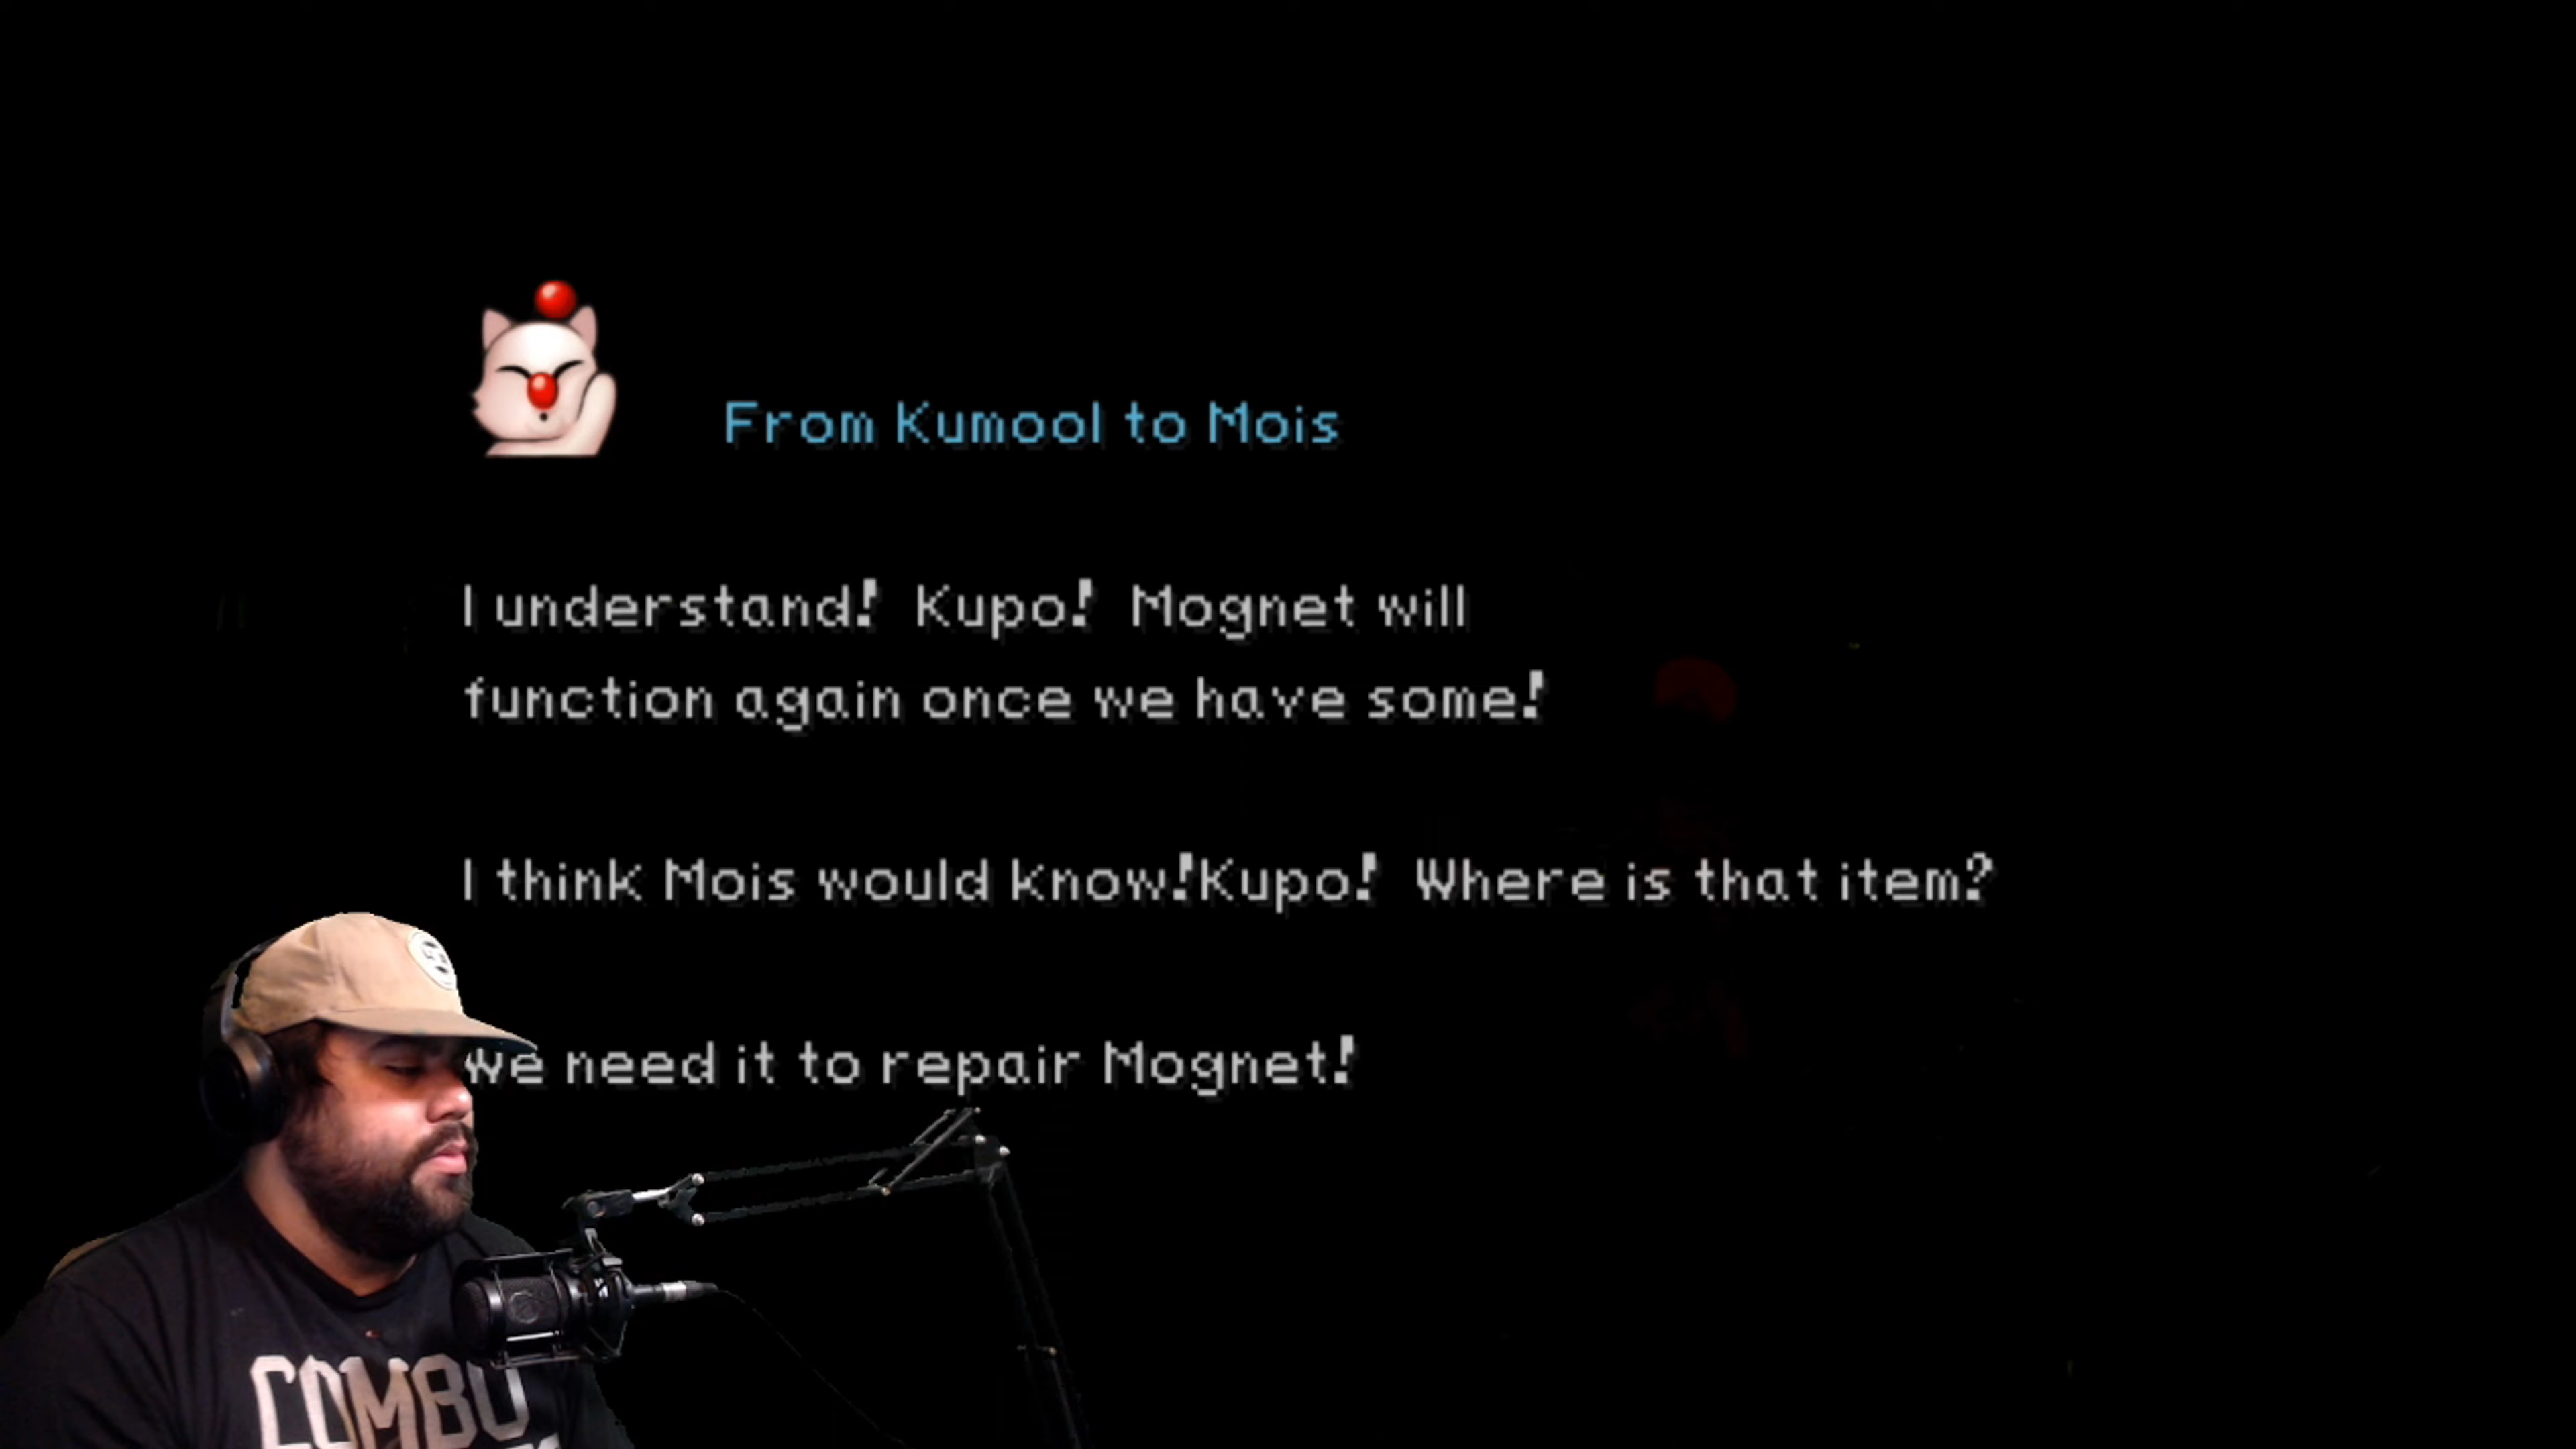 From Kumool to Mois
I understand! Kupo! Mognet will
function again once we have some!
I think Mois would know!Kupo! Where is that item?
We need it to repair Mognet!
COMBO